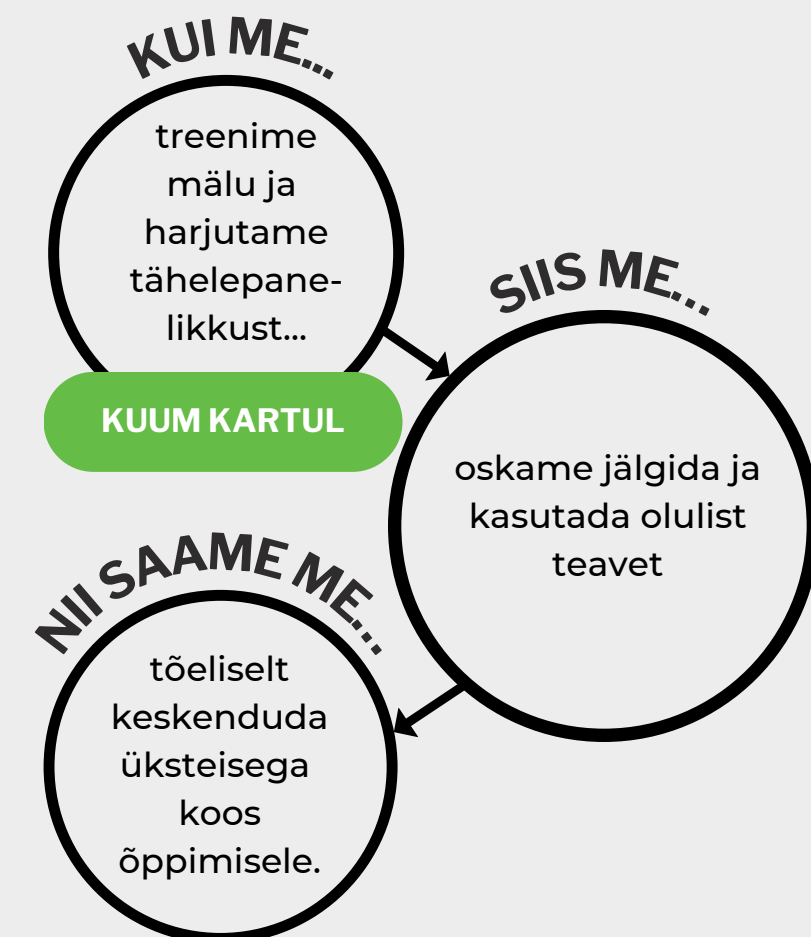 KUI ME...
treenime
mälu ja
harjutame
tähelepane-
likkust...
KUUM KARTUL
SIIS ME...
oskame jälgida ja
kasutada olulist
teavet
NII SAAME ME...
tõeliselt
keskenduda
üksteisega
koos
õppimisele.